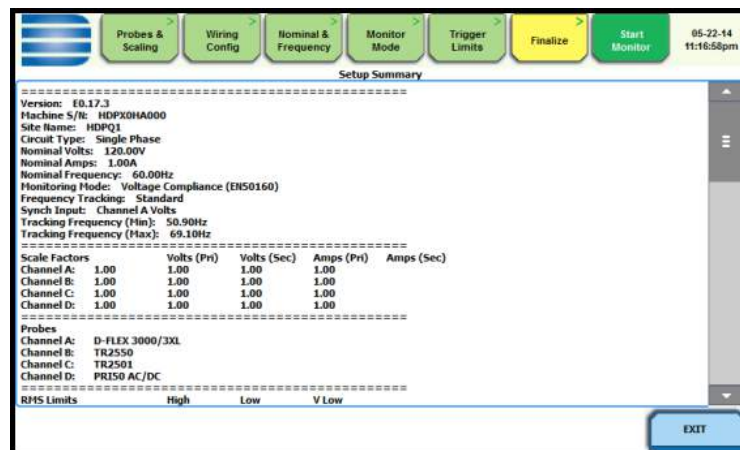 Probes & Scaling
Wiring Config
Nominal & Frequency
Monitor Mode
Trigger Limits
Finalize
Start Monitor
05-22-14
11:16:58pm
Setup Summary
===============================================
Version: E0.17.3
Machine S/N: HDPX0HA000
Site Name: HDPQ1
Circuit Type: Single Phase
Nominal Volts: 120.00V
Nominal Amps: 1.00A
Nominal Frequency: 60.00Hz
Monitoring Mode: Voltage Compliance (EN50160)
Frequency Tracking: Standard
Synch Input: Channel A Volts
Tracking Frequency (Min): 50.90Hz
Tracking Frequency (Max): 69.10Hz
===============================================
Scale Factors Volts (Pri) Volts (Sec) Amps (Pri) Amps (Sec)
Channel A: 1.00 1.00 1.00 1.00
Channel B: 1.00 1.00 1.00 1.00
Channel C: 1.00 1.00 1.00 1.00
Channel D: 1.00 1.00 1.00 1.00
===============================================
Probes
Channel A: D-FLEX 3000/3XL
Channel B: TR2550
Channel C: TR2501
Channel D: PR150 AC/DC
===============================================
RMS Limits High Low V Low
EXIT